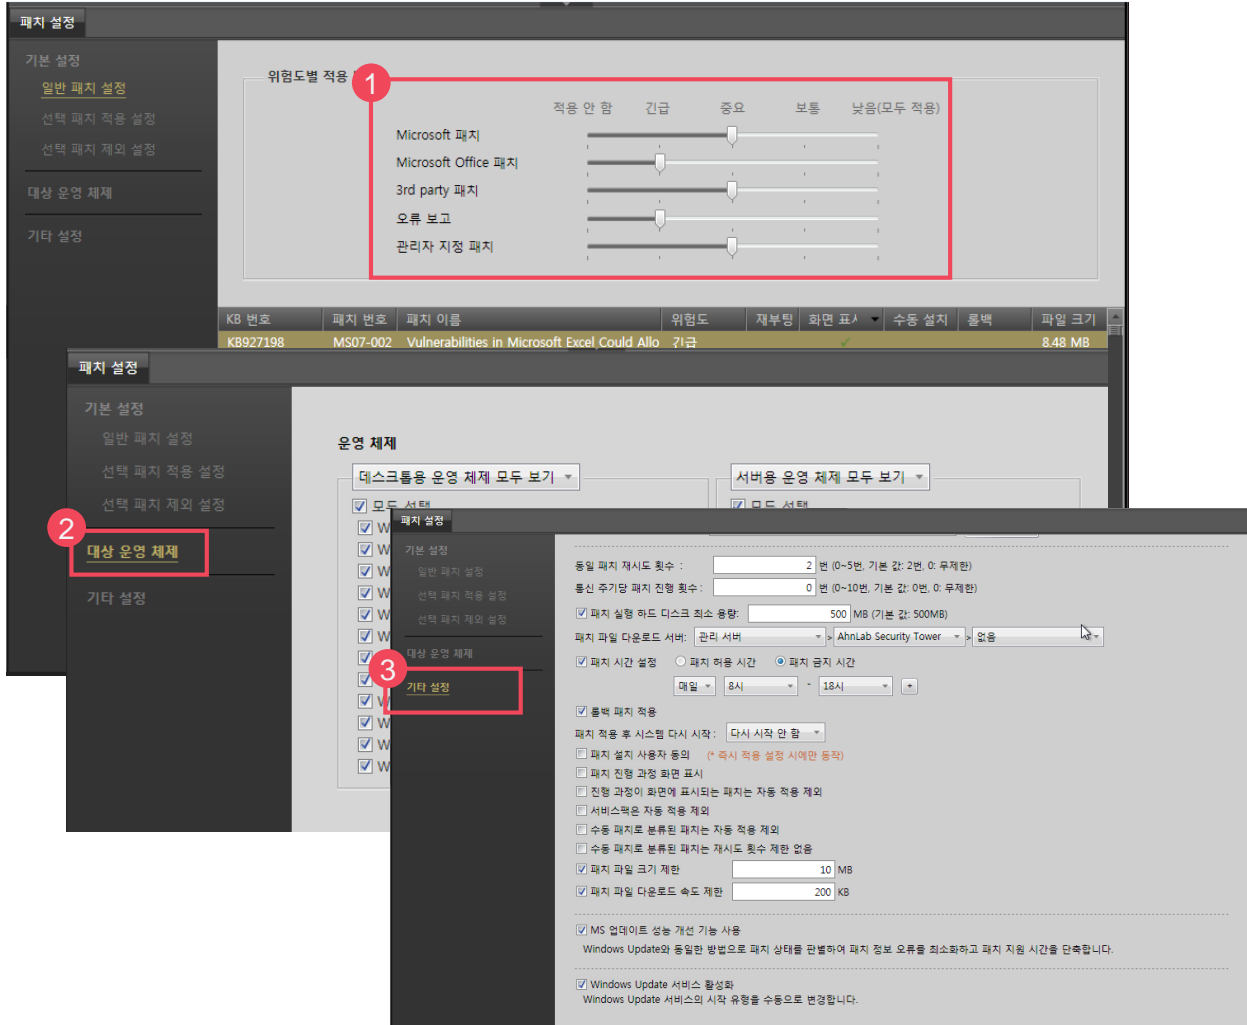 패치 설정
기본 설정
일반 패치 설정
선택 패치 적용 설정
선택 패치 제외 설정
대상 운영 체제
기타 설정
위험도별 적용
1
적용 안 함 긴급 중요 보통 낮음(모두 적용)
Microsoft 패치
Microsoft Office 패치
3rd party 패치
오류 보고
관리자 지정 패치
KB 번호 패치 번호 패치 이름 위험도 재부팅 화면 표시 수동 설치 롤백 파일 크기
KB927198 MS07-002 Vulnerabilities in Microsoft Excel Could Allo 긴급 8.48 MB
패치 설정
기본 설정
일반 패치 설정
선택 패치 적용 설정
선택 패치 제외 설정
2
대상 운영 체제
기타 설정
운영 체제
데스크톱용 운영 체제 모두 보기 서버용 운영 체제 모두 보기
모두 선택 모두 선택
W
W
W
W
W
W
W
W
W
W
패치 설정
기본 설정
일반 패치 설정
선택 패치 적용 설정
선택 패치 제외 설정
대상 운영 체제
3
기타 설정
동일 패치 재시도 횟수 : 2 번 (0~5번, 기본 값: 2번, 0: 무제한)
통신 주기당 패치 진행 횟수 : 0 번 (0~10번, 기본 값: 0번, 0: 무제한)
패치 실행 하드 디스크 최소 용량: 500 MB (기본 값: 500MB)
패치 파일 다운로드 서버: 관리 서버 > AhnLab Security Tower > 없음
패치 시간 설정 패치 허용 시간 패치 금지 시간
매일 8시 - 18시 +
롤백 패치 적용
패치 적용 후 시스템 다시 시작 : 다시 시작 안 함
패치 설치 사용자 동의 (* 즉시 적용 설정 시에만 동작)
패치 진행 과정 화면 표시
진행 과정이 화면에 표시되는 패치는 자동 적용 제외
서비스팩은 자동 적용 제외
수동 패치로 분류된 패치는 자동 적용 제외
수동 패치로 분류된 패치는 재시도 횟수 제한 없음
패치 파일 크기 제한 10 MB
패치 파일 다운로드 속도 제한 200 KB
MS 업데이트 성능 개선 기능 사용
Windows Update와 동일한 방법으로 패치 상태를 판별하여 패치 정보 오류를 최소화하고 패치 지원 시간을 단축합니다.
Windows Update 서비스 활성화
Windows Update 서비스의 시작 유형을 수동으로 변경합니다.